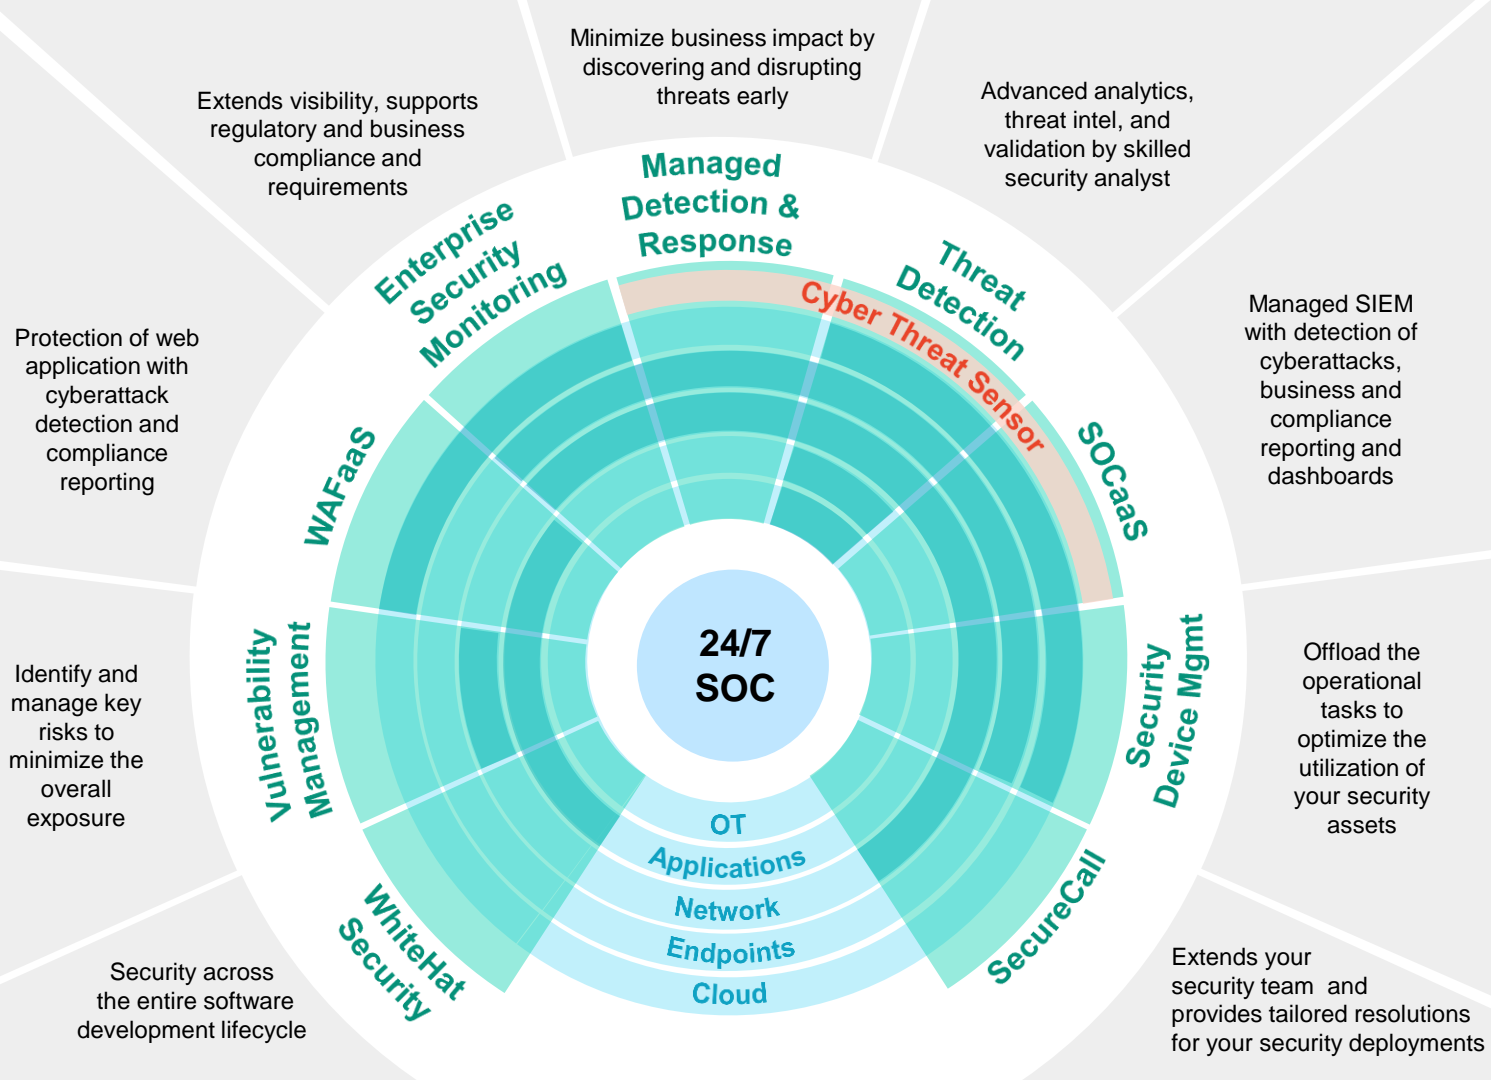 Minimize business impact by
discovering and disrupting
threats early
Extends visibility, supports
regulatory and business
compliance and
requirements
Advanced analytics,
threat intel, and
validation by skilled
security analyst
Managed
Detection &
Response
Enterprise
Security
Monitoring
Threat
Detection
Cyber Threat Sensor
Protection of web
application with
cyberattack
detection and
compliance
reporting
Managed SIEM
with detection of
cyberattacks,
business and
compliance
reporting and
dashboards
WAFaaS
SOCaaS
24/7
SOC
Vulnerability
Management
Security
Device Mgmt
Identify and
manage key
risks to
minimize the
overall
exposure
Offload the
operational
tasks to
optimize the
utilization of
your security
assets
OT
Applications
Network
Endpoints
Cloud
WhiteHat
Security
SecureCall
Security across
the entire software
development lifecycle
Extends your
security team and
provides tailored resolutions
for your security deployments